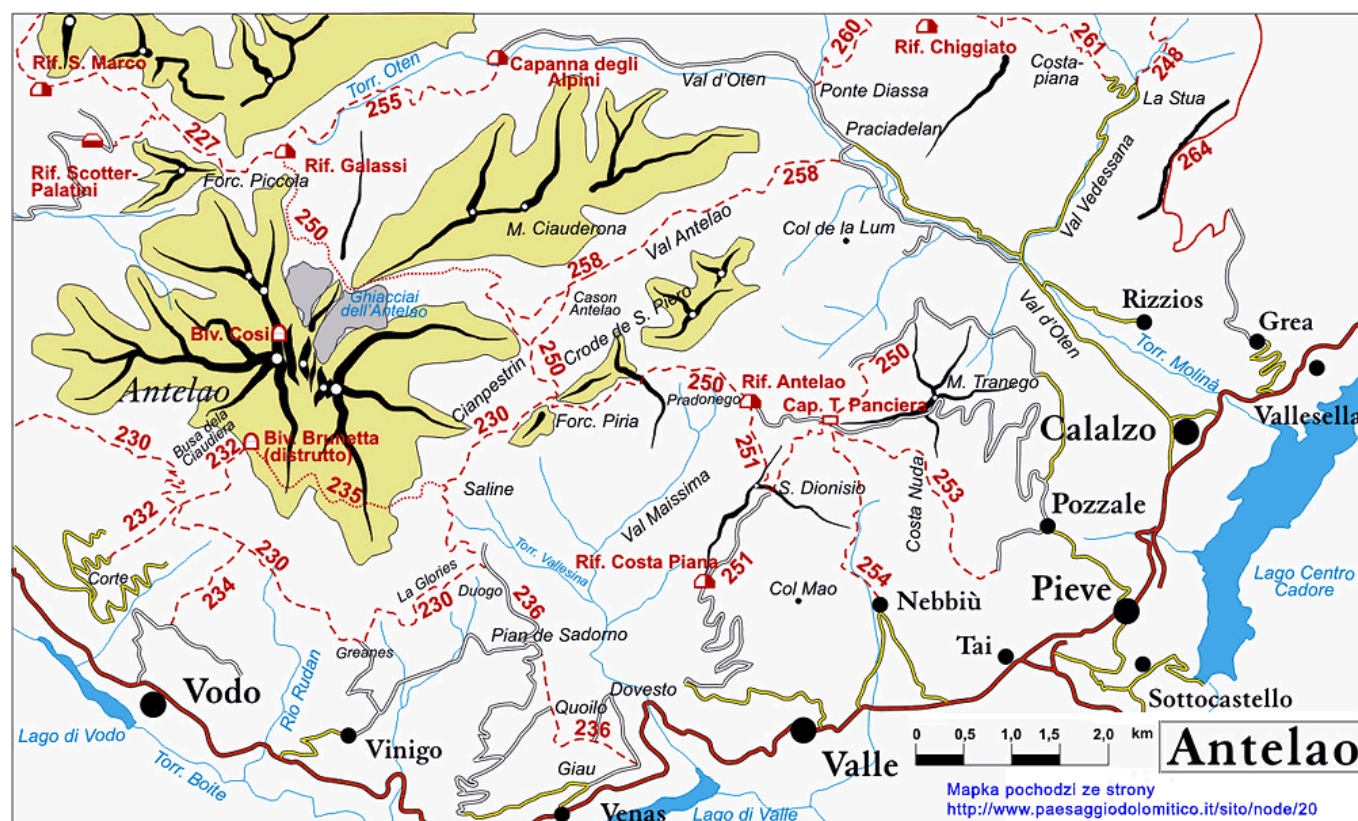 260
Rif. Chiggiato
261
248
Costa-
piana
Rif. S. Marco
Capanna degli
Alpini
Torr. Oten
Val d'Oten
Ponte Diassa
La Stua
255
Praciadelan
227
264
Rif. Scotter-
Palatini
Rif. Galassi
Forc. Piccola
258
Val Vedessana
250
M. Ciauderona
Val Antelao
Col de la Lum
258
Ghiacciai
dell'Antelao
Cason
Antelao
Crode de S. Piero
Val d'Oten
Rizzios
Grea
Biv. Cosi
Torr. Molinà
Antelao
Cianpestrin
250
250
250
Rif. Antelao
M. Tranego
Vallesella
Pradonego
Cap. T. Panciera
230
Busa dela
Ciaudiera
232
Biv. Brunetta
(distrutto)
230
Forc. Piria
Calalzo
235
251
Saline
S. Dionisio
Costa Nuda
253
232
Val Maissima
Pozzale
230
Torr. Vallesina
Rif. Costa Piana
251
Corte
234
La Glories
230
Duogo
236
254
Col Mao
Nebbiù
Pieve
Lago Centro
Cadore
Pian de Sadorno
Greanes
Tai
Rio Rudan
Vodo
Dovesto
Sottocastello
Quoilo
Lago di Vodo
236
Vinigo
Valle
Giau
Torr. Boite
Venas
Lago di Valle
0 0,5 1,0 1,5 2,0 km
Antelao
Mapka pochodzi ze strony
http://www.paesaggiodolomitico.it/sito/node/20